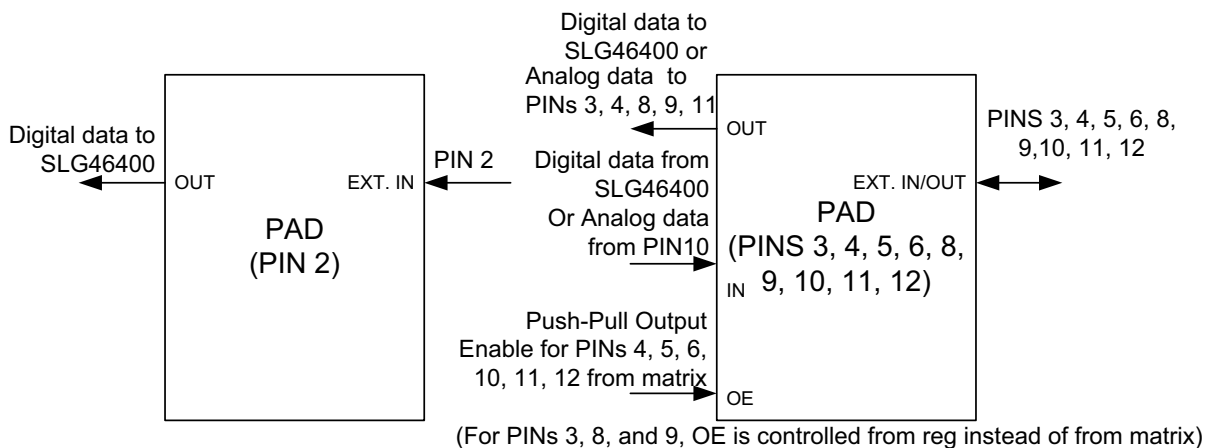 Digital data to
SLG46400
OUT
EXT. IN
PIN 2
PAD
(PIN 2)
Digital data to
SLG46400 or
Analog data to
PINs 3, 4, 8, 9, 11
OUT
Digital data from
SLG46400
Or Analog data
from PIN10
IN
Push-Pull Output
Enable for PINs 4, 5, 6,
10, 11, 12 from matrix
OE
EXT. IN/OUT
PINS 3, 4, 5, 6, 8,
9,10, 11, 12
PAD
(PINS 3, 4, 5, 6, 8,
9, 10, 11, 12)
(For PINs 3, 8, and 9, OE is controlled from reg instead of from matrix)